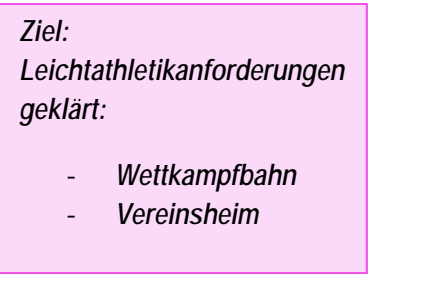 Ziel:
Leichtathletikanforderungen
geklärt:
- Wettkampfbahn
- Vereinsheim